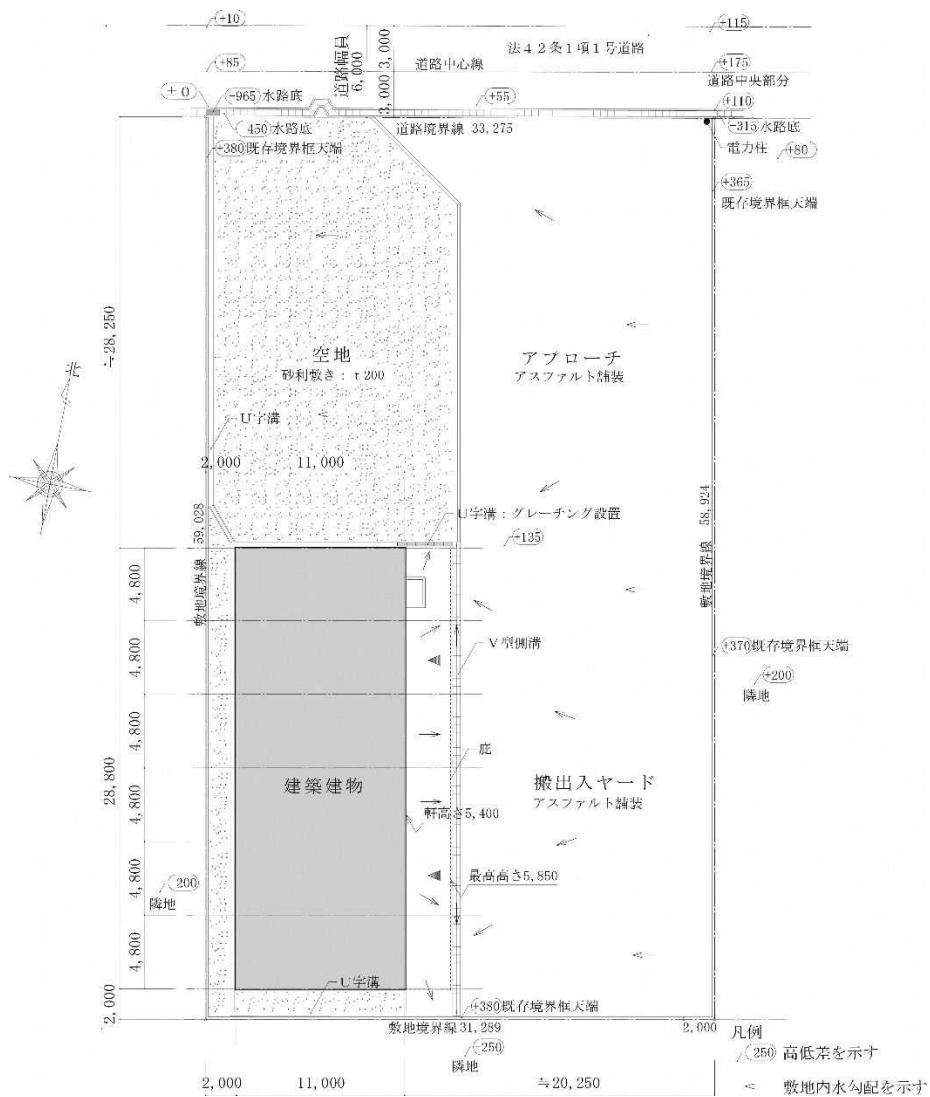 +10
+115
法42条1項1号道路
道路幅員
6,000
3,000
3,000
+85
道路中心線
+175
道路中央部分
±0
-965 水路底
+55
+110
450 水路底
道路境界線 33,275
-315 水路底
+380 既存境界框天端
電力柱
+80
+365
既存境界框天端
≒28,250
北
空地
砂利敷き：t200
アプローチ
アスファルト舗装
U字溝
2,000
11,000
敷地境界線 59,028
敷地境界線 58,924
U字溝：グレーチング設置
+135
4,800
4,800
4,800
4,800
4,800
4,800
28,800
2,000
V型側溝
+370 既存境界框天端
+200
隣地
庇
建築建物
搬出入ヤード
アスファルト舗装
軒高さ5,400
最高高さ5,850
200
隣地
U字溝
+380 既存境界框天端
敷地境界線 31,289
2,000
-250
隣地
凡例
250 高低差を示す
敷地内水勾配を示す
2,000
11,000
≒20,250